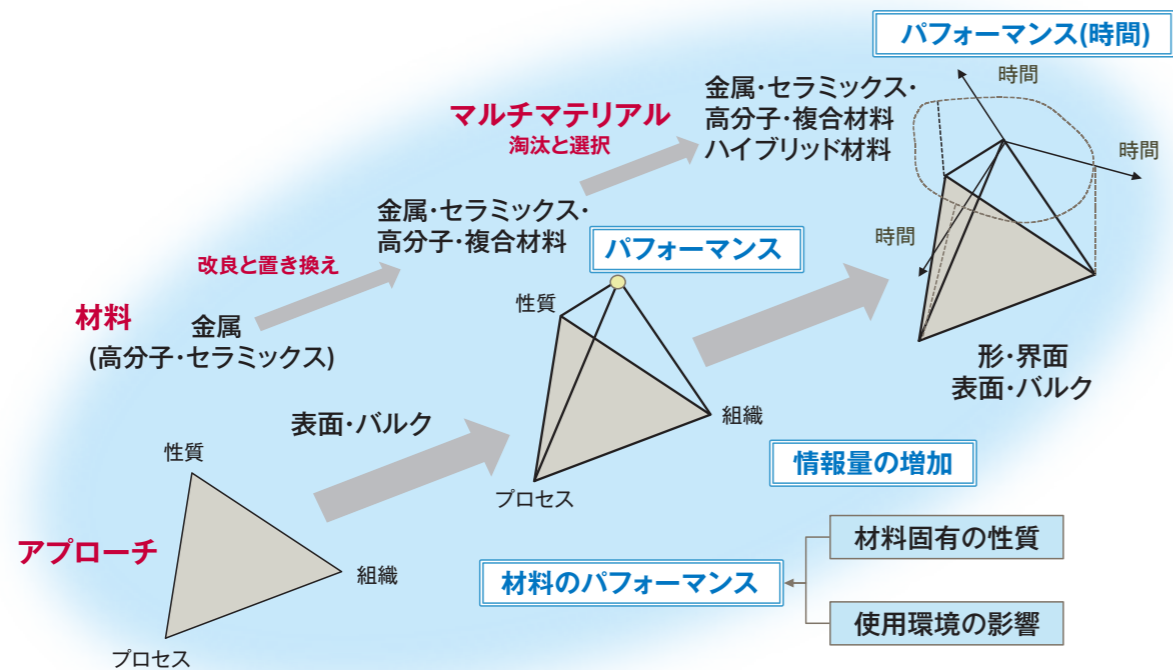 パフォーマンス(時間)
時間
時間
時間
金属・セラミックス・
高分子・複合材料
ハイブリッド材料
マルチマテリアル
淘汰と選択
金属・セラミックス・
高分子・複合材料
パフォーマンス
改良と置き換え
性質
材料
金属
(高分子・セラミックス)
形・界面
表面・バルク
表面・バルク
組織
性質
情報量の増加
プロセス
アプローチ
組織
プロセス
材料のパフォーマンス
材料固有の性質
使用環境の影響